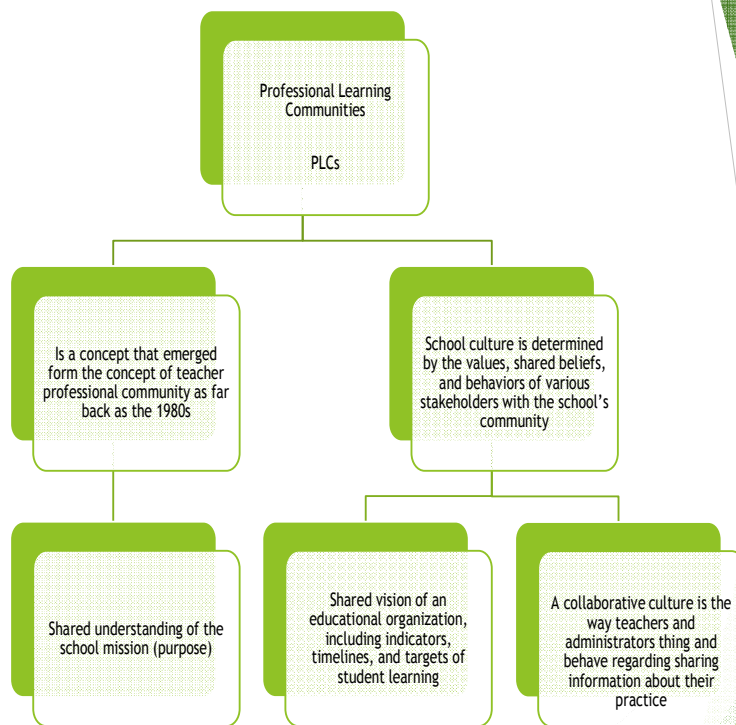 Professional Learning
Communities
PLCs
Is a concept that emerged
form the concept of teacher
professional community as far
back as the 1980s
School culture is determined
by the values, shared beliefs,
and behaviors of various
stakeholders with the school's
community
Shared understanding of the
school mission (purpose)
Shared vision of an
educational organization,
including indicators,
timelines, and targets of
student learning
A collaborative culture is the
way teachers and
administrators thing and
behave regarding sharing
information about their
practice